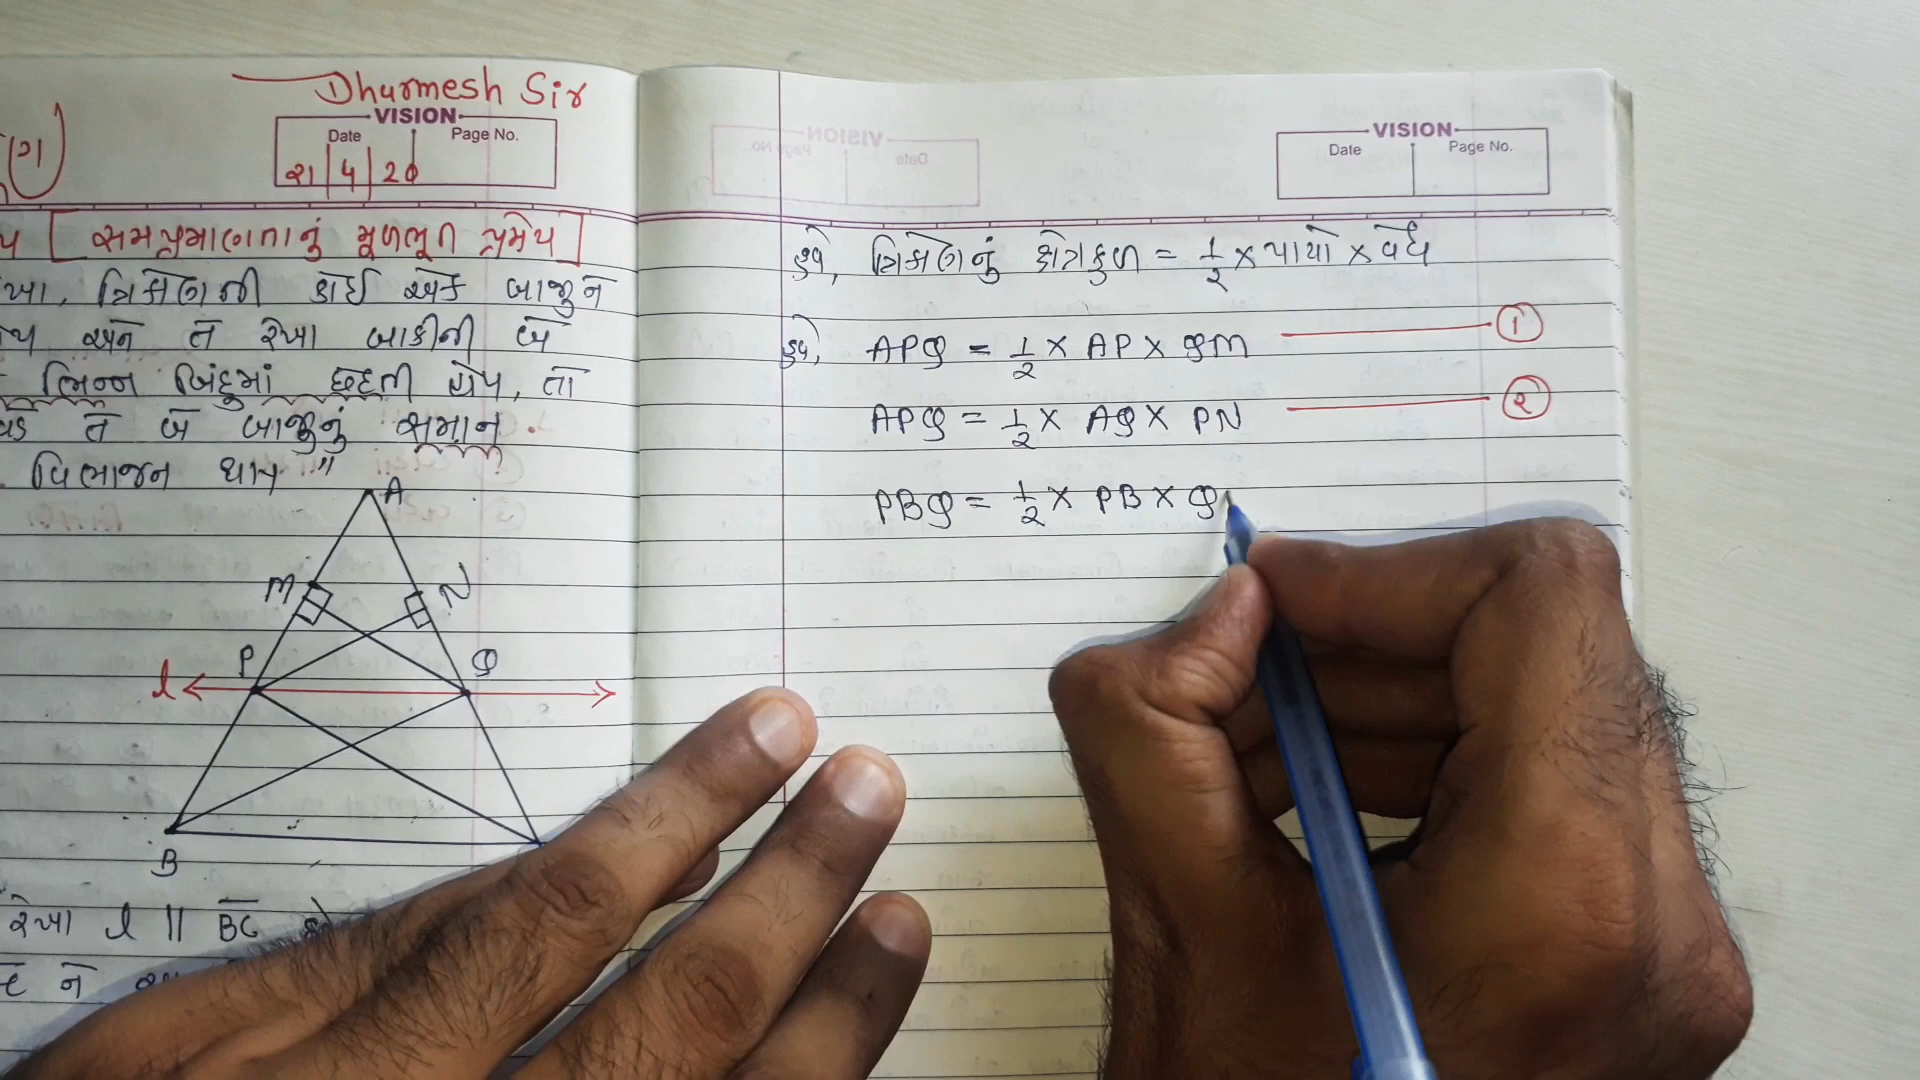 Dharmesh Sir
VISION
Date
Page No.
21 4 20
[ સમપ્રમાણતાનું મૂળભૂત પ્રમેય ]
ત્રિકોણની કોઈ એક બાજુને
અને તે રેખા બાકીની બે
ભિન્ન બિંદુમાં છેદતી હોય, તો
તે બે બાજુનું સમાન
વિભાજન થાય "
A
M
N
P
Q
l
B
રેખા l || BC
ને
VISION
Date
Page No.
હવે, ત્રિકોણનું ક્ષેત્રફળ = 1/2 × પાયો × વેધ
હવે, APQ = 1/2 × AP × QM ①
APQ = 1/2 × AQ × PN ②
PBQ = 1/2 × PB × Q